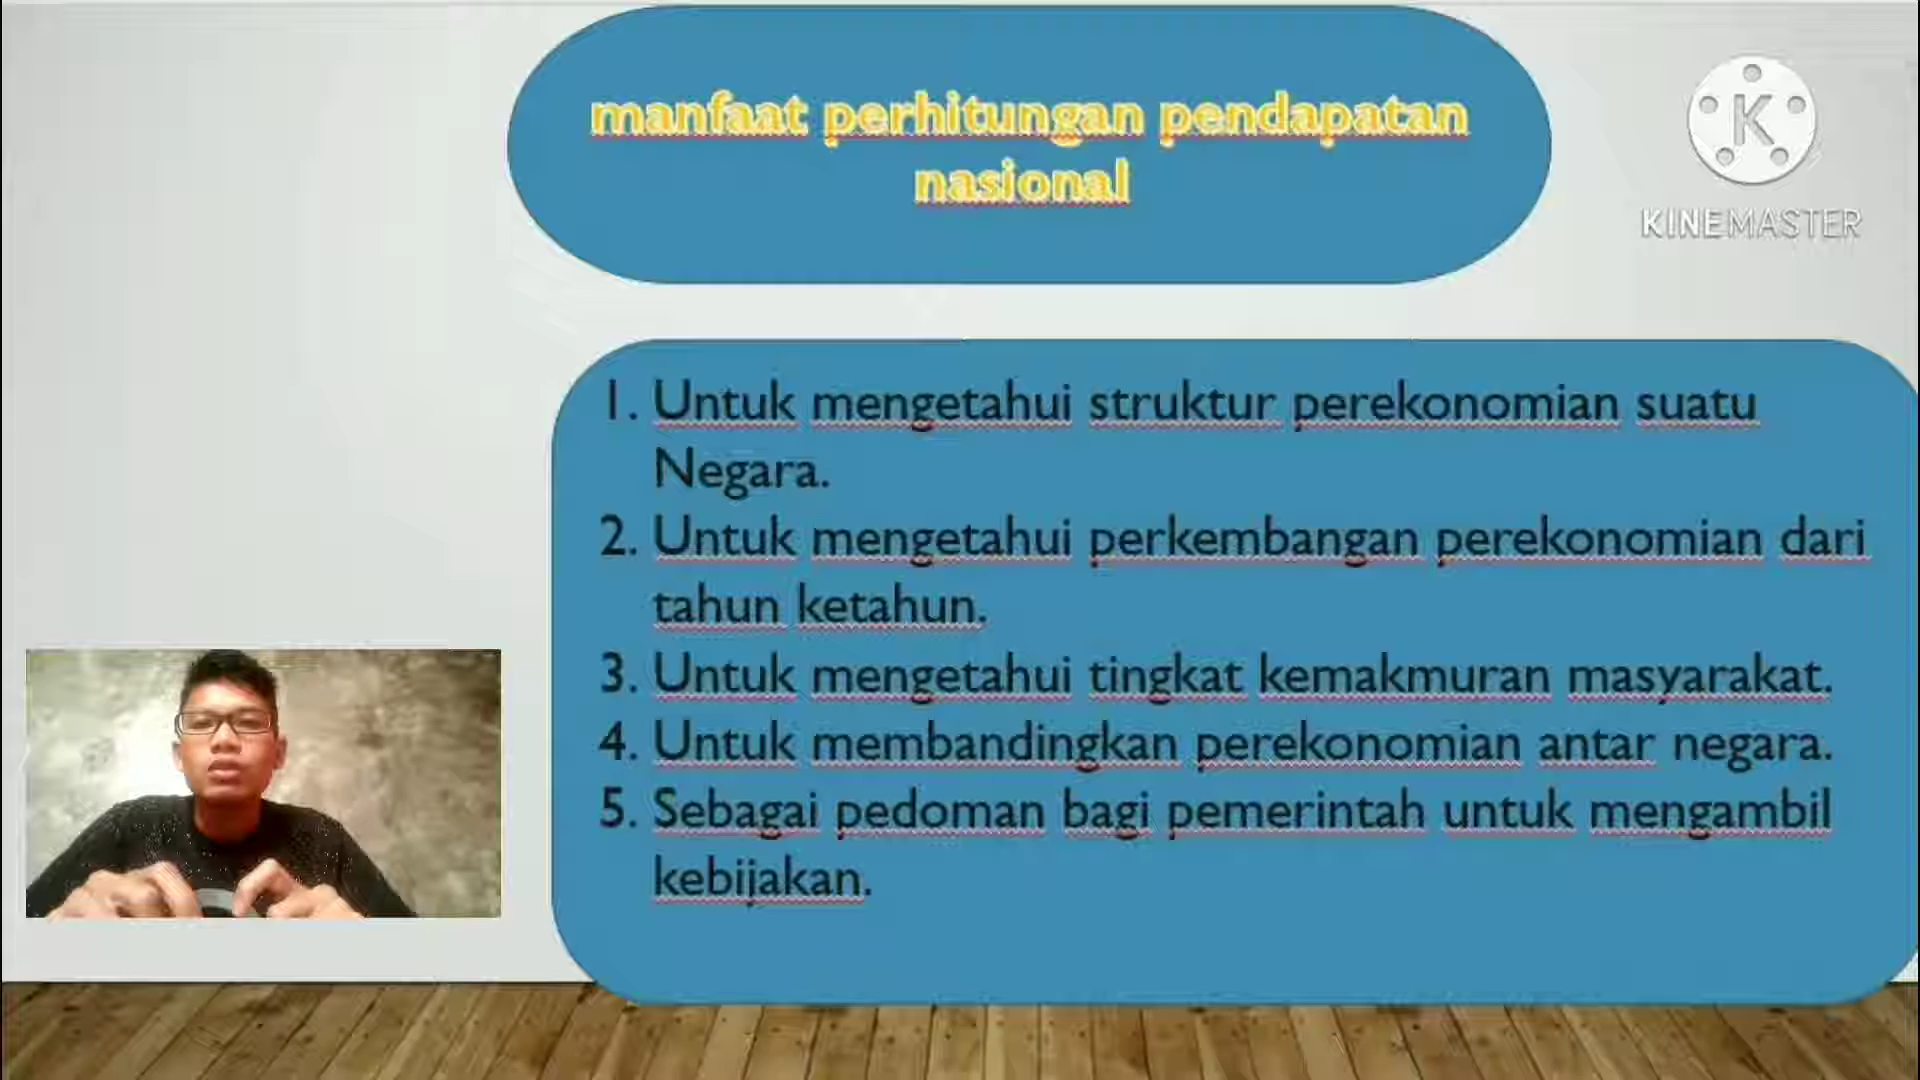 manfaat perhitungan pendapatan
nasional
K
KINEMASTER
1. Untuk mengetahui struktur perekonomian suatu
Negara.
2. Untuk mengetahui perkembangan perekonomian dari
tahun ketahun.
3. Untuk mengetahui tingkat kemakmuran masyarakat.
4. Untuk membandingkan perekonomian antar negara.
5. Sebagai pedoman bagi pemerintah untuk mengambil
kebijakan.